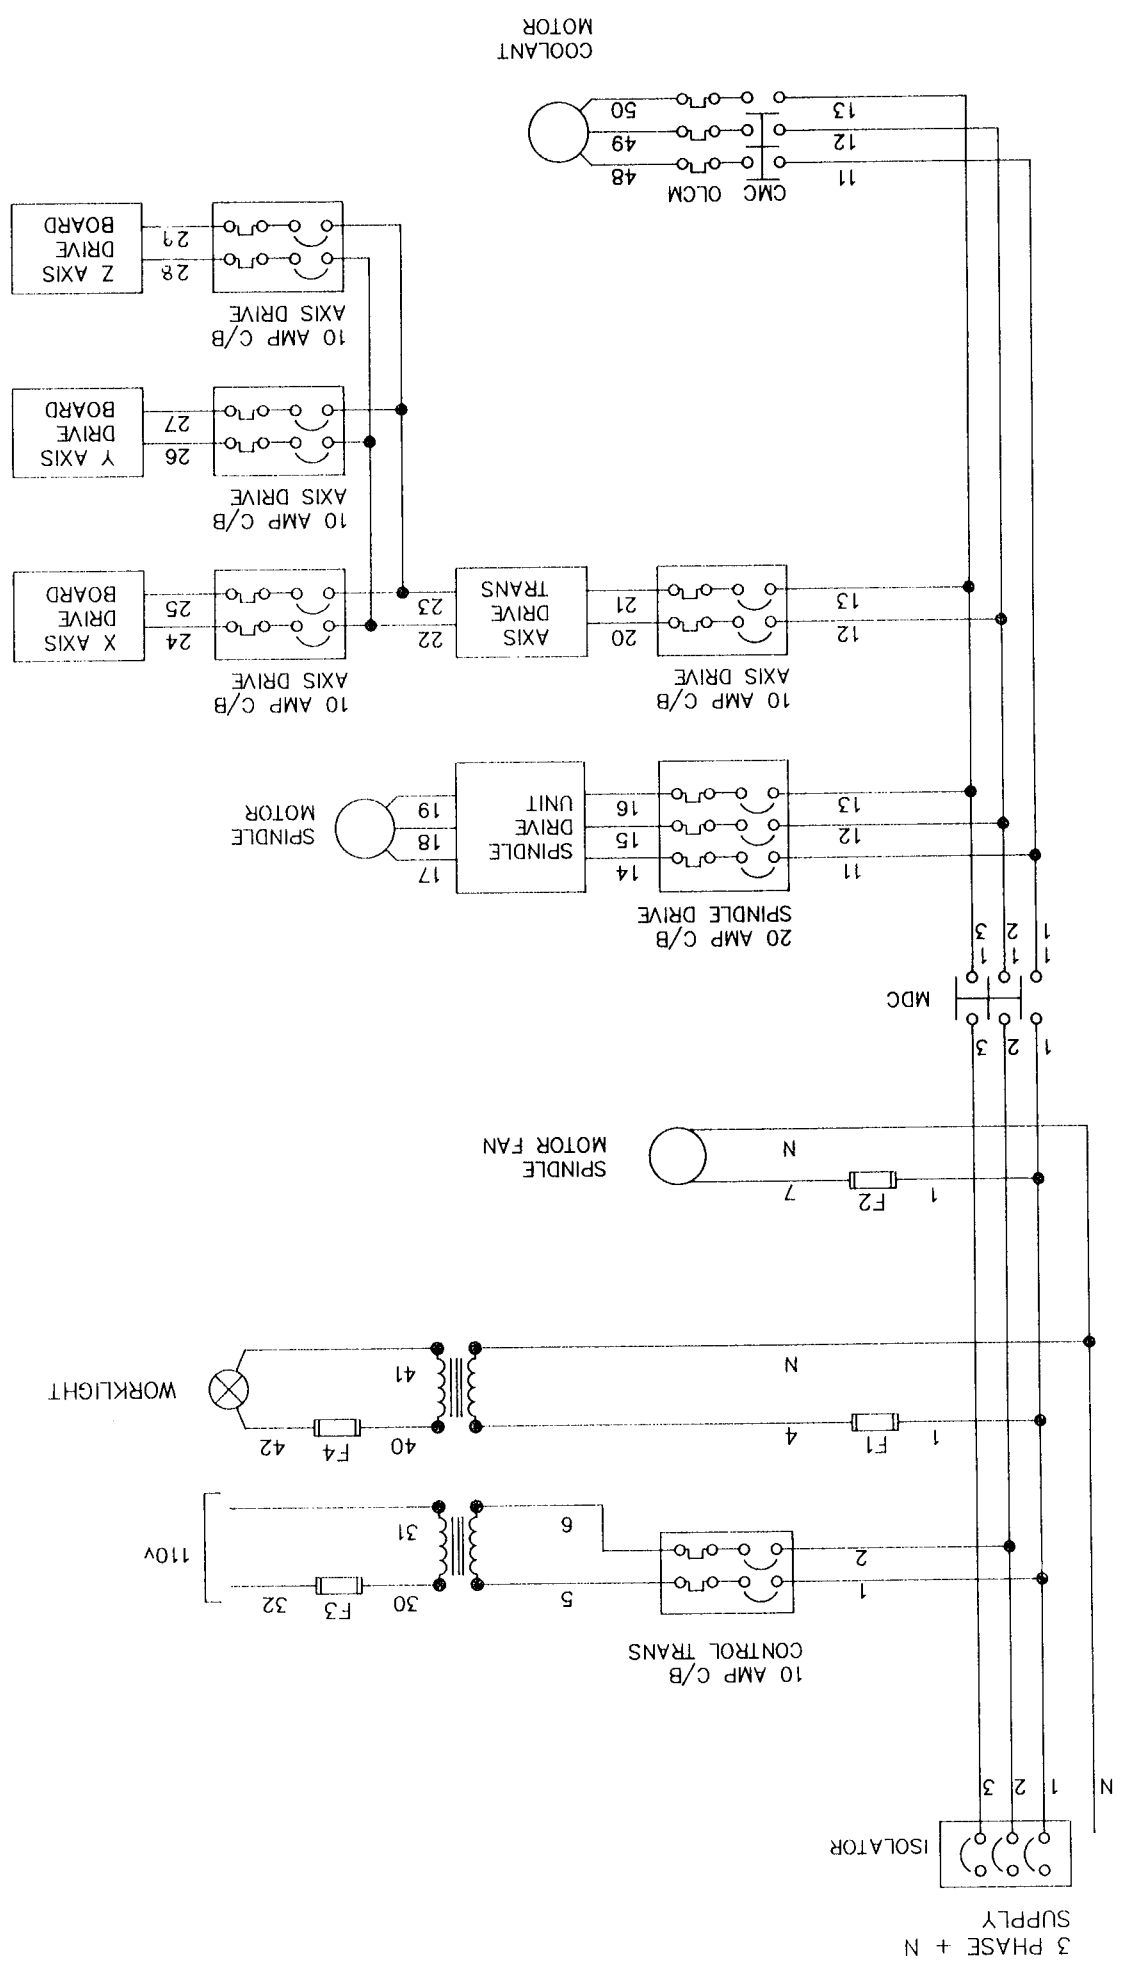 3 PHASE + N
SUPPLY
ISOLATOR
N
1
2
3
10 AMP C/B
CONTROL TRANS
1
5
30
F3
32
2
6
31
110v
1
F1
4
40
F4
42
N
41
WORKLIGHT
1
F2
7
N
SPINDLE
MOTOR FAN
1
2
3
MDC
11
12
13
20 AMP C/B
SPINDLE DRIVE
11
14
17
12
15
18
13
16
19
SPINDLE
DRIVE
UNIT
SPINDLE
MOTOR
10 AMP C/B
AXIS DRIVE
12
20
22
13
21
23
AXIS
DRIVE
TRANS
10 AMP C/B
AXIS DRIVE
24
25
X AXIS
DRIVE
BOARD
10 AMP C/B
AXIS DRIVE
26
27
Y AXIS
DRIVE
BOARD
10 AMP C/B
AXIS DRIVE
28
29
Z AXIS
DRIVE
BOARD
11
CMC
OLCM
48
12
49
13
50
COOLANT
MOTOR